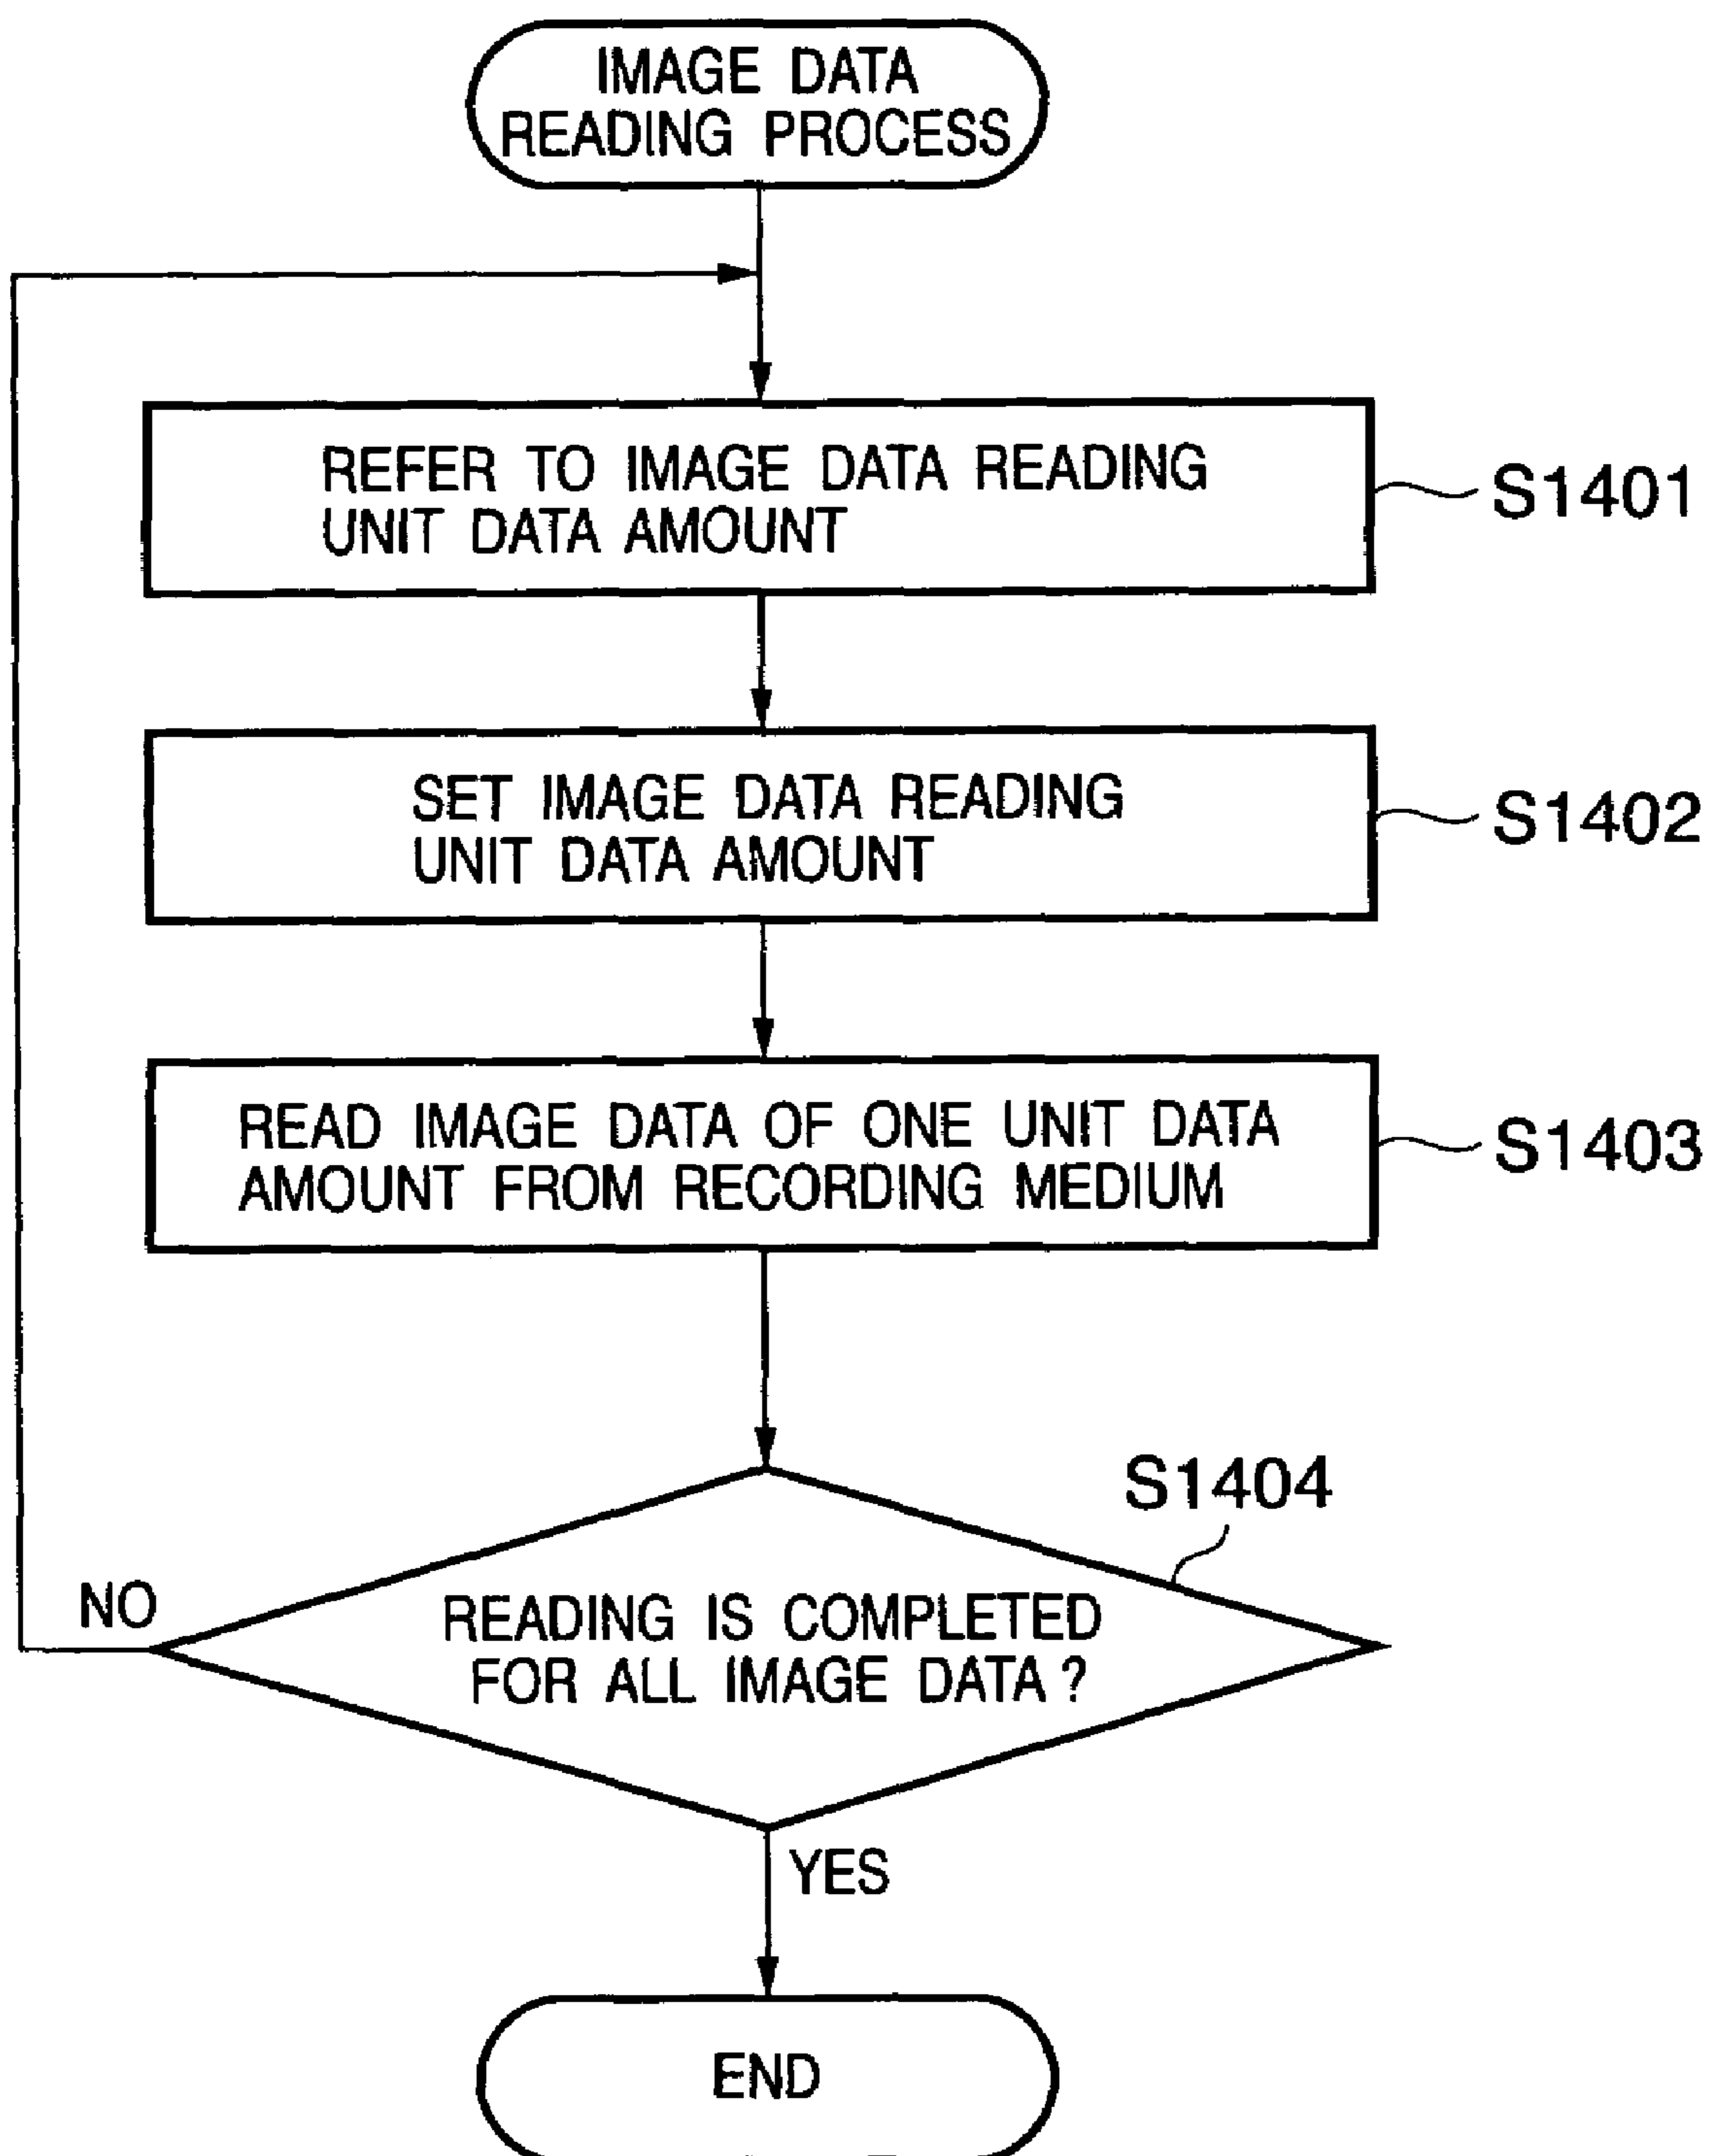 IMAGE DATA
READING PROCESS
REFER TO IMAGE DATA READING
UNIT DATA AMOUNT
S1401
SET IMAGE DATA READING
UNIT DATA AMOUNT
S1402
READ IMAGE DATA OF ONE UNIT DATA
AMOUNT FROM RECORDING MEDIUM
S1403
S1404
NO
READING IS COMPLETED
FOR ALL IMAGE DATA?
YES
END